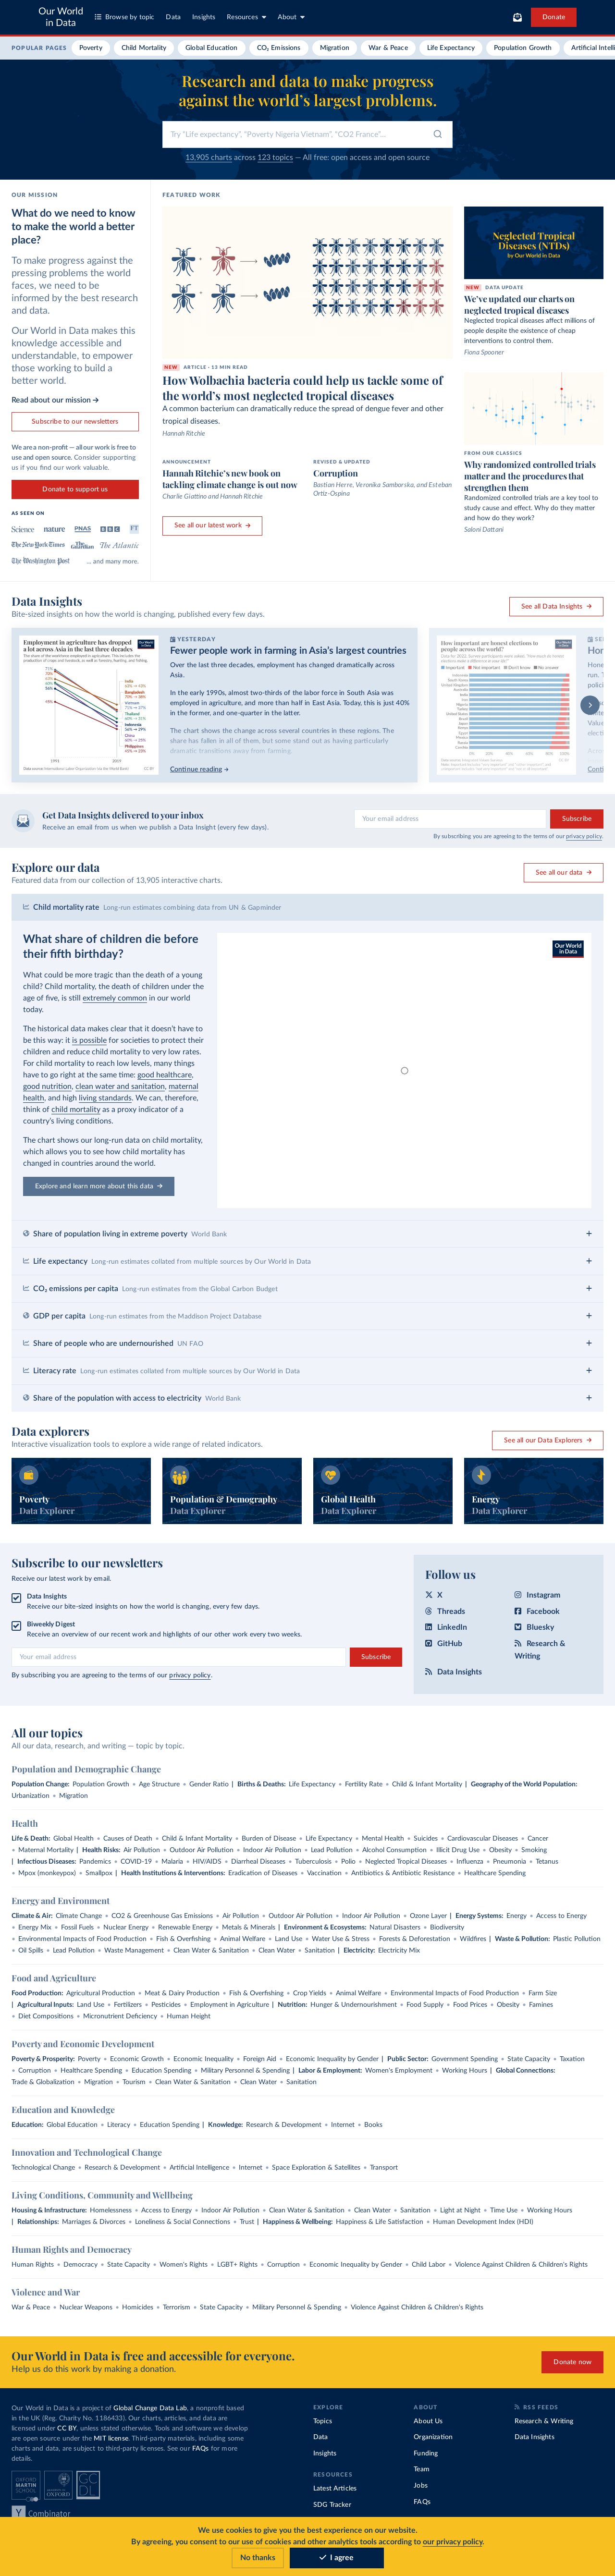 Our World
in Data
Browse by topic
Data
Insights
Resources
About
Donate
POPULAR PAGES
Poverty
Child Mortality
Global Education
CO₂ Emissions
Migration
War & Peace
Life Expectancy
Population Growth
Artificial Intelli
Research and data to make progress
against the world's largest problems.
Try "Life expectancy", "Poverty Nigeria Vietnam", "CO2 France"...
13,905 charts across 123 topics — All free: open access and open source
OUR MISSION
What do we need to know
to make the world a better
place?
To make progress against the
pressing problems the world
faces, we need to be
informed by the best research
and data.
Our World in Data makes this
knowledge accessible and
understandable, to empower
those working to build a
better world.
Read about our mission →
Subscribe to our newsletters
We are a non-profit — all our work is free to
use and open source. Consider supporting
us if you find our work valuable.
Donate to support us
AS SEEN ON
Science
nature
PNAS
BBC
FT
The New York Times
The Guardian
The Atlantic
The Washington Post
... and many more.
FEATURED WORK
NEW ARTICLE - 13 MIN READ
How Wolbachia bacteria could help us tackle some of
the world's most neglected tropical diseases
A common bacterium can dramatically reduce the spread of dengue fever and other
tropical diseases.
Hannah Ritchie
ANNOUNCEMENT
Hannah Ritchie's new book on
tackling climate change is out now
Charlie Giattino and Hannah Ritchie
REVISED & UPDATED
Corruption
Bastian Herre, Veronika Samborska, and Esteban
Ortiz-Ospina
See all our latest work →
Neglected Tropical
Diseases (NTDs)
by Our World in Data
NEW DATA UPDATE
We've updated our charts on
neglected tropical diseases
Neglected tropical diseases affect millions of
people despite the existence of cheap
interventions to control them.
Fiona Spooner
FROM OUR CLASSICS
Why randomized controlled trials
matter and the procedures that
strengthen them
Randomized controlled trials are a key tool to
study cause and effect. Why do they matter
and how do they work?
Saloni Dattani
Data Insights
Bite-sized insights on how the world is changing, published every few days.
See all Data Insights →
Employment in agriculture has dropped
a lot across Asia in the last three decades
YESTERDAY
Fewer people work in farming in Asia's largest countries
Over the last three decades, employment has changed dramatically across
Asia.
In the early 1990s, almost two-thirds of the labor force in South Asia was
employed in agriculture, and more than half in East Asia. Today, this is just 40%
in the former, and one-quarter in the latter.
The chart shows the change across several countries in these regions. The
share has fallen in all of them, but some stand out as having particularly
dramatic transitions away from farming.
Continue reading →
How important are honest elections to
people across the world?
Get Data Insights delivered to your inbox
Receive an email from us when we publish a Data Insight (every few days).
Your email address
Subscribe
By subscribing you are agreeing to the terms of our privacy policy.
Explore our data
Featured data from our collection of 13,905 interactive charts.
See all our data →
Child mortality rate Long-run estimates combining data from UN & Gapminder
What share of children die before
their fifth birthday?
What could be more tragic than the death of a young
child? Child mortality, the death of children under the
age of five, is still extremely common in our world
today.
The historical data makes clear that it doesn't have to
be this way: it is possible for societies to protect their
children and reduce child mortality to very low rates.
For child mortality to reach low levels, many things
have to go right at the same time: good healthcare,
good nutrition, clean water and sanitation, maternal
health, and high living standards. We can, therefore,
think of child mortality as a proxy indicator of a
country's living conditions.
The chart shows our long-run data on child mortality,
which allows you to see how child mortality has
changed in countries around the world.
Explore and learn more about this data →
Our World
in Data
Share of population living in extreme poverty World Bank
Life expectancy Long-run estimates collated from multiple sources by Our World in Data
CO₂ emissions per capita Long-run estimates from the Global Carbon Budget
GDP per capita Long-run estimates from the Maddison Project Database
Share of people who are undernourished UN FAO
Literacy rate Long-run estimates collated from multiple sources by Our World in Data
Share of the population with access to electricity World Bank
Data explorers
Interactive visualization tools to explore a wide range of related indicators.
See all our Data Explorers →
Poverty
Data Explorer
Population & Demography
Data Explorer
Global Health
Data Explorer
Energy
Data Explorer
Subscribe to our newsletters
Receive our latest work by email.
Data Insights
Receive our bite-sized insights on how the world is changing, every few days.
Biweekly Digest
Receive an overview of our recent work and highlights of our other work every two weeks.
Your email address
Subscribe
By subscribing you are agreeing to the terms of our privacy policy.
Follow us
X
Instagram
Threads
Facebook
LinkedIn
Bluesky
GitHub
Research &
Writing
Data Insights
All our topics
All our data, research, and writing — topic by topic.
Population and Demographic Change
Population Change: Population Growth • Age Structure • Gender Ratio | Births & Deaths: Life Expectancy • Fertility Rate • Child & Infant Mortality | Geography of the World Population:
Urbanization • Migration
Health
Life & Death: Global Health • Causes of Death • Child & Infant Mortality • Burden of Disease • Life Expectancy • Mental Health • Suicides • Cardiovascular Diseases • Cancer
• Maternal Mortality | Health Risks: Air Pollution • Outdoor Air Pollution • Indoor Air Pollution • Lead Pollution • Alcohol Consumption • Illicit Drug Use • Obesity • Smoking
| Infectious Diseases: Pandemics • COVID-19 • Malaria • HIV/AIDS • Diarrheal Diseases • Tuberculosis • Polio • Neglected Tropical Diseases • Influenza • Pneumonia • Tetanus
• Mpox (monkeypox) • Smallpox | Health Institutions & Interventions: Eradication of Diseases • Vaccination • Antibiotics & Antibiotic Resistance • Healthcare Spending
Energy and Environment
Climate & Air: Climate Change • CO2 & Greenhouse Gas Emissions • Air Pollution • Outdoor Air Pollution • Indoor Air Pollution • Ozone Layer | Energy Systems: Energy • Access to Energy
• Energy Mix • Fossil Fuels • Nuclear Energy • Renewable Energy • Metals & Minerals | Environment & Ecosystems: Natural Disasters • Biodiversity
• Environmental Impacts of Food Production • Fish & Overfishing • Animal Welfare • Land Use • Water Use & Stress • Forests & Deforestation • Wildfires | Waste & Pollution: Plastic Pollution
• Oil Spills • Lead Pollution • Waste Management • Clean Water & Sanitation • Clean Water • Sanitation | Electricity: Electricity Mix
Food and Agriculture
Food Production: Agricultural Production • Meat & Dairy Production • Fish & Overfishing • Crop Yields • Animal Welfare • Environmental Impacts of Food Production • Farm Size
| Agricultural Inputs: Land Use • Fertilizers • Pesticides • Employment in Agriculture | Nutrition: Hunger & Undernourishment • Food Supply • Food Prices • Obesity • Famines
• Diet Compositions • Micronutrient Deficiency • Human Height
Poverty and Economic Development
Poverty & Prosperity: Poverty • Economic Growth • Economic Inequality • Foreign Aid • Economic Inequality by Gender | Public Sector: Government Spending • State Capacity • Taxation
• Corruption • Healthcare Spending • Education Spending • Military Personnel & Spending | Labor & Employment: Women's Employment • Working Hours | Global Connections:
Trade & Globalization • Migration • Tourism • Clean Water & Sanitation • Clean Water • Sanitation
Education and Knowledge
Education: Global Education • Literacy • Education Spending | Knowledge: Research & Development • Internet • Books
Innovation and Technological Change
Technological Change • Research & Development • Artificial Intelligence • Internet • Space Exploration & Satellites • Transport
Living Conditions, Community and Wellbeing
Housing & Infrastructure: Homelessness • Access to Energy • Indoor Air Pollution • Clean Water & Sanitation • Clean Water • Sanitation • Light at Night • Time Use • Working Hours
| Relationships: Marriages & Divorces • Loneliness & Social Connections • Trust | Happiness & Wellbeing: Happiness & Life Satisfaction • Human Development Index (HDI)
Human Rights and Democracy
Human Rights • Democracy • State Capacity • Women's Rights • LGBT+ Rights • Corruption • Economic Inequality by Gender • Child Labor • Violence Against Children & Children's Rights
Violence and War
War & Peace • Nuclear Weapons • Homicides • Terrorism • State Capacity • Military Personnel & Spending • Violence Against Children & Children's Rights
Our World in Data is free and accessible for everyone.
Help us do this work by making a donation.
Donate now
Our World in Data is a project of Global Change Data Lab, a nonprofit based
in the UK (Reg. Charity No. 1186433). Our charts, articles, and data are
licensed under CC BY, unless stated otherwise. Tools and software we develop
are open source under the MIT license. Third-party materials, including some
charts and data, are subject to third-party licenses. See our FAQs for more
details.
OXFORD
MARTIN
SCHOOL
UNIVERSITY OF
OXFORD
GC
DL
Y Combinator
EXPLORE
Topics
Data
Insights
RESOURCES
Latest Articles
SDG Tracker
ABOUT
About Us
Organization
Funding
Team
Jobs
FAQs
RSS FEEDS
Research & Writing
Data Insights
We use cookies to give you the best experience on our website.
By agreeing, you consent to our use of cookies and other analytics tools according to our privacy policy.
No thanks
I agree